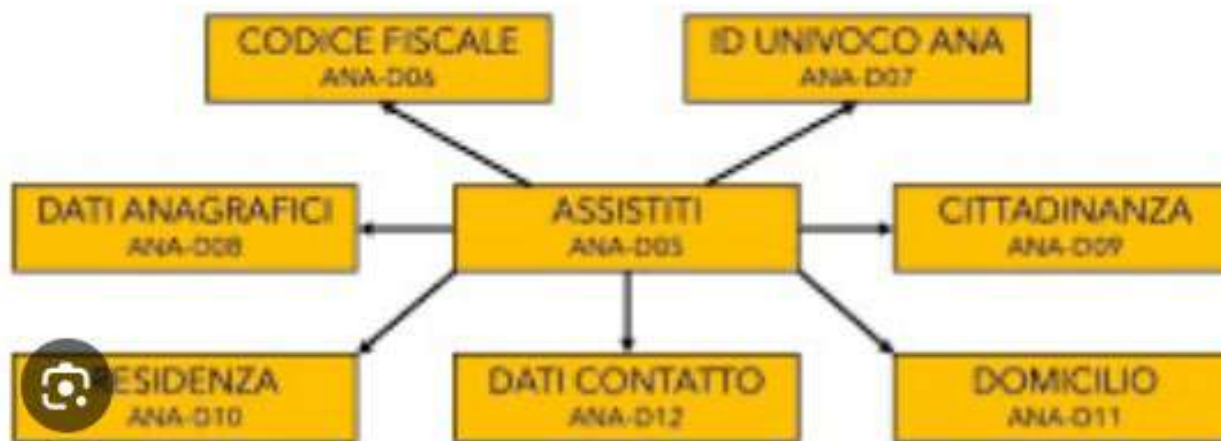 CODICE FISCALE
ANA-D06
ID UNIVOCO ANA
ANA-D07
DATI ANAGRAFICI
ANA-D08
ASSISTITI
ANA-D05
CITTADINANZA
ANA-D09
RESIDENZA
ANA-D10
DATI CONTATTO
ANA-D12
DOMICILIO
ANA-D11